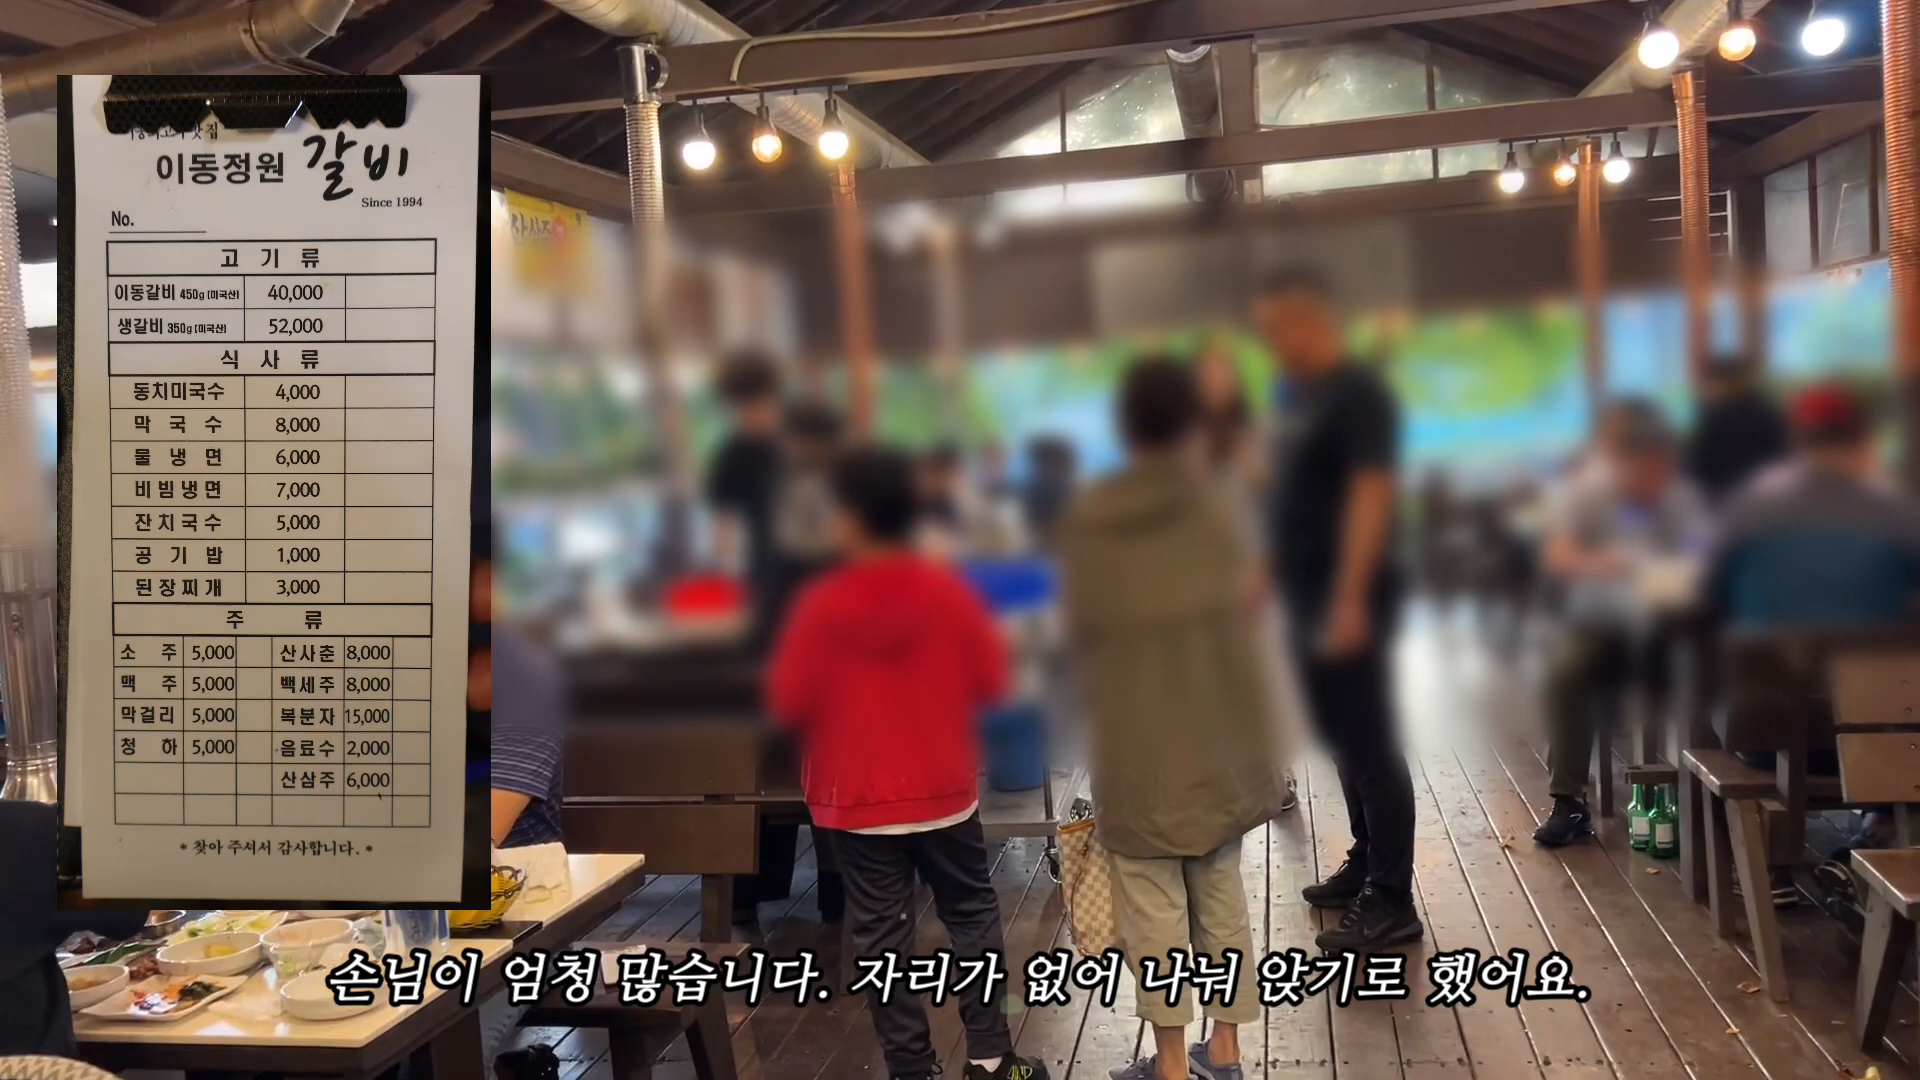 이동정원 갈비
Since 1994
No.
고 기 류
이동갈비 450g (미국산) 40,000
생갈비 350g (미국산) 52,000
식 사 류
동치미국수 4,000
막 국 수 8,000
물 냉 면 6,000
비빔냉면 7,000
잔치국수 5,000
공 기 밥 1,000
된장찌개 3,000
주 류
소 주 5,000 산사춘 8,000
맥 주 5,000 백세주 8,000
막걸리 5,000 복분자 15,000
청 하 5,000 음료수 2,000
산삼주 6,000
* 찾아 주셔서 감사합니다. *
손님이 엄청 많습니다. 자리가 없어 나눠 앉기로 했어요.